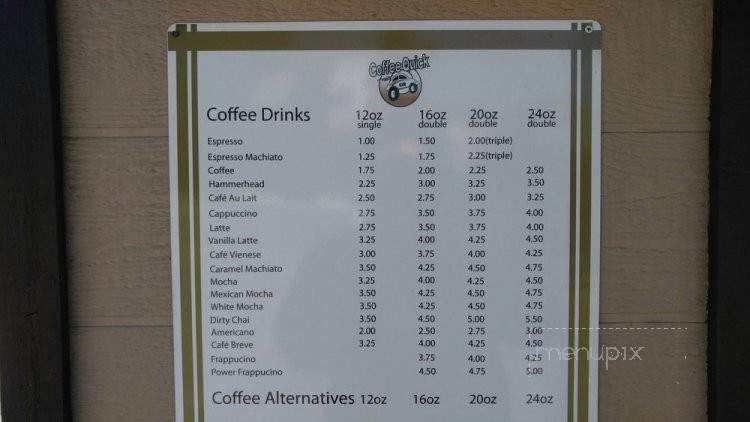 Coffee Quick
Coffee Drinks 12oz 16oz 20oz 24oz
single double double double
Espresso 1.00 1.50 2.00(triple)
Espresso Machiato 1.25 1.75 2.25(triple)
Coffee 1.75 2.00 2.25 2.50
Hammerhead 2.25 3.00 3.25 3.50
Café Au Lait 2.50 2.75 3.00 3.25
Cappuccino 2.75 3.50 3.75 4.00
Latte 2.75 3.50 3.75 4.00
Vanilla Latte 3.25 4.00 4.25 4.50
Café Vienese 3.00 3.75 4.00 4.25
Caramel Machiato 3.50 4.25 4.50 4.75
Mocha 3.25 4.00 4.25 4.50
Mexican Mocha 3.50 4.25 4.50 4.75
White Mocha 3.50 4.25 4.50 4.75
Dirty Chai 3.50 4.50 5.00 5.50
Americano 2.00 2.50 2.75 3.00
Café Breve 3.25 4.00 4.25 4.50
Frappucino 3.75 4.00 4.25
Power Frappucino 4.50 4.75 5.00
menupix
Coffee Alternatives 12oz 16oz 20oz 24oz